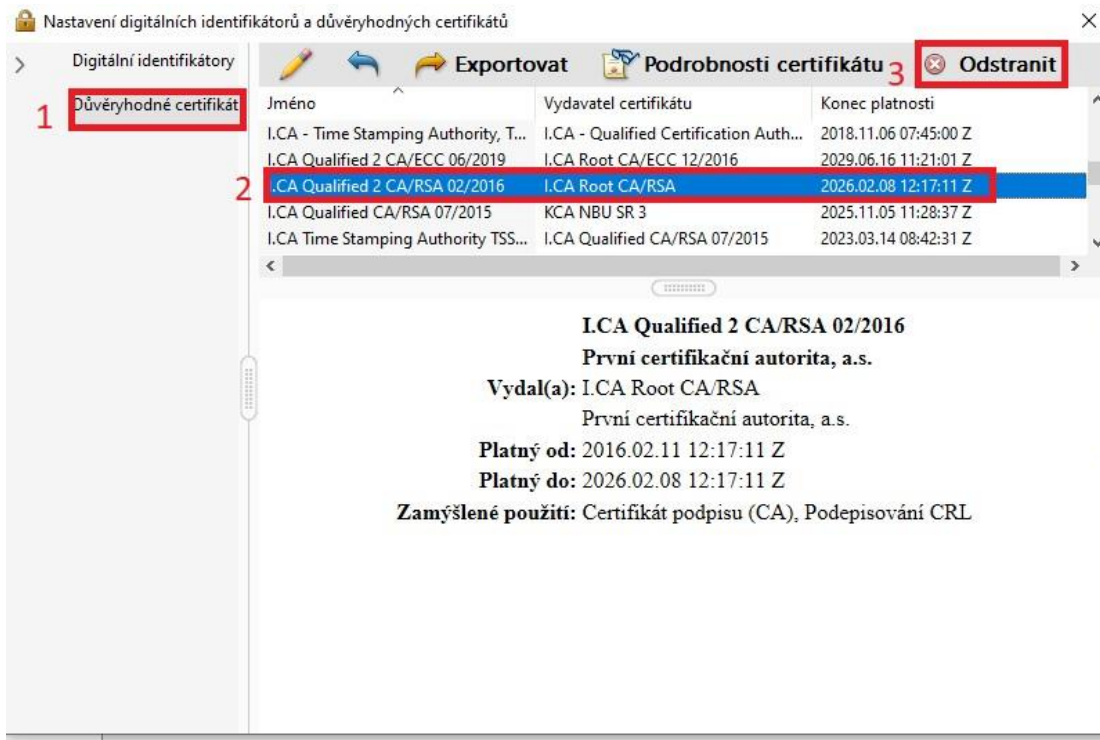 Nastavení digitálních identifikátorů a důvěryhodných certifikátů
Digitální identifikátory
1 Důvěryhodné certifikát
Exportovat Podrobnosti certifikátu 3 Odstranit
Jméno Vydavatel certifikátu Konec platnosti
I.CA - Time Stamping Authority, T... I.CA - Qualified Certification Auth... 2018.11.06 07:45:00 Z
I.CA Qualified 2 CA/ECC 06/2019 I.CA Root CA/ECC 12/2016 2029.06.16 11:21:01 Z
2 I.CA Qualified 2 CA/RSA 02/2016 I.CA Root CA/RSA 2026.02.08 12:17:11 Z
I.CA Qualified CA/RSA 07/2015 KCA NBU SR 3 2025.11.05 11:28:37 Z
I.CA Time Stamping Authority TSS... I.CA Qualified CA/RSA 07/2015 2023.03.14 08:42:31 Z
I.CA Qualified 2 CA/RSA 02/2016
První certifikační autorita, a.s.
Vydal(a): I.CA Root CA/RSA
První certifikační autorita, a.s.
Platný od: 2016.02.11 12:17:11 Z
Platný do: 2026.02.08 12:17:11 Z
Zamýšlené použití: Certifikát podpisu (CA), Podepisování CRL